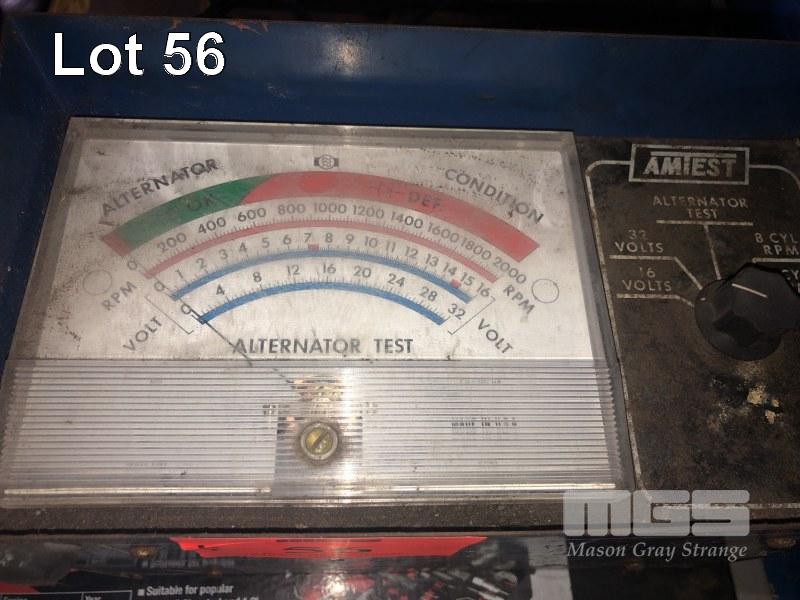 Lot 56
ALTERNATOR CONDITION
OK DEF.
0 200 400 600 800 1000 1200 1400 1600 1800 2000
RPM RPM
0 1 2 3 4 5 6 7 8 9 10 11 12 13 14 15 16
0 4 8 12 16 20 24 28 32
VOLT VOLT
ALTERNATOR TEST
MADE IN U.S.A
AMTEST
ALTERNATOR
TEST
32
VOLTS
16
VOLTS
8 CYL
RPM
CY
MGS
Mason Gray Strange
Suitable for popular